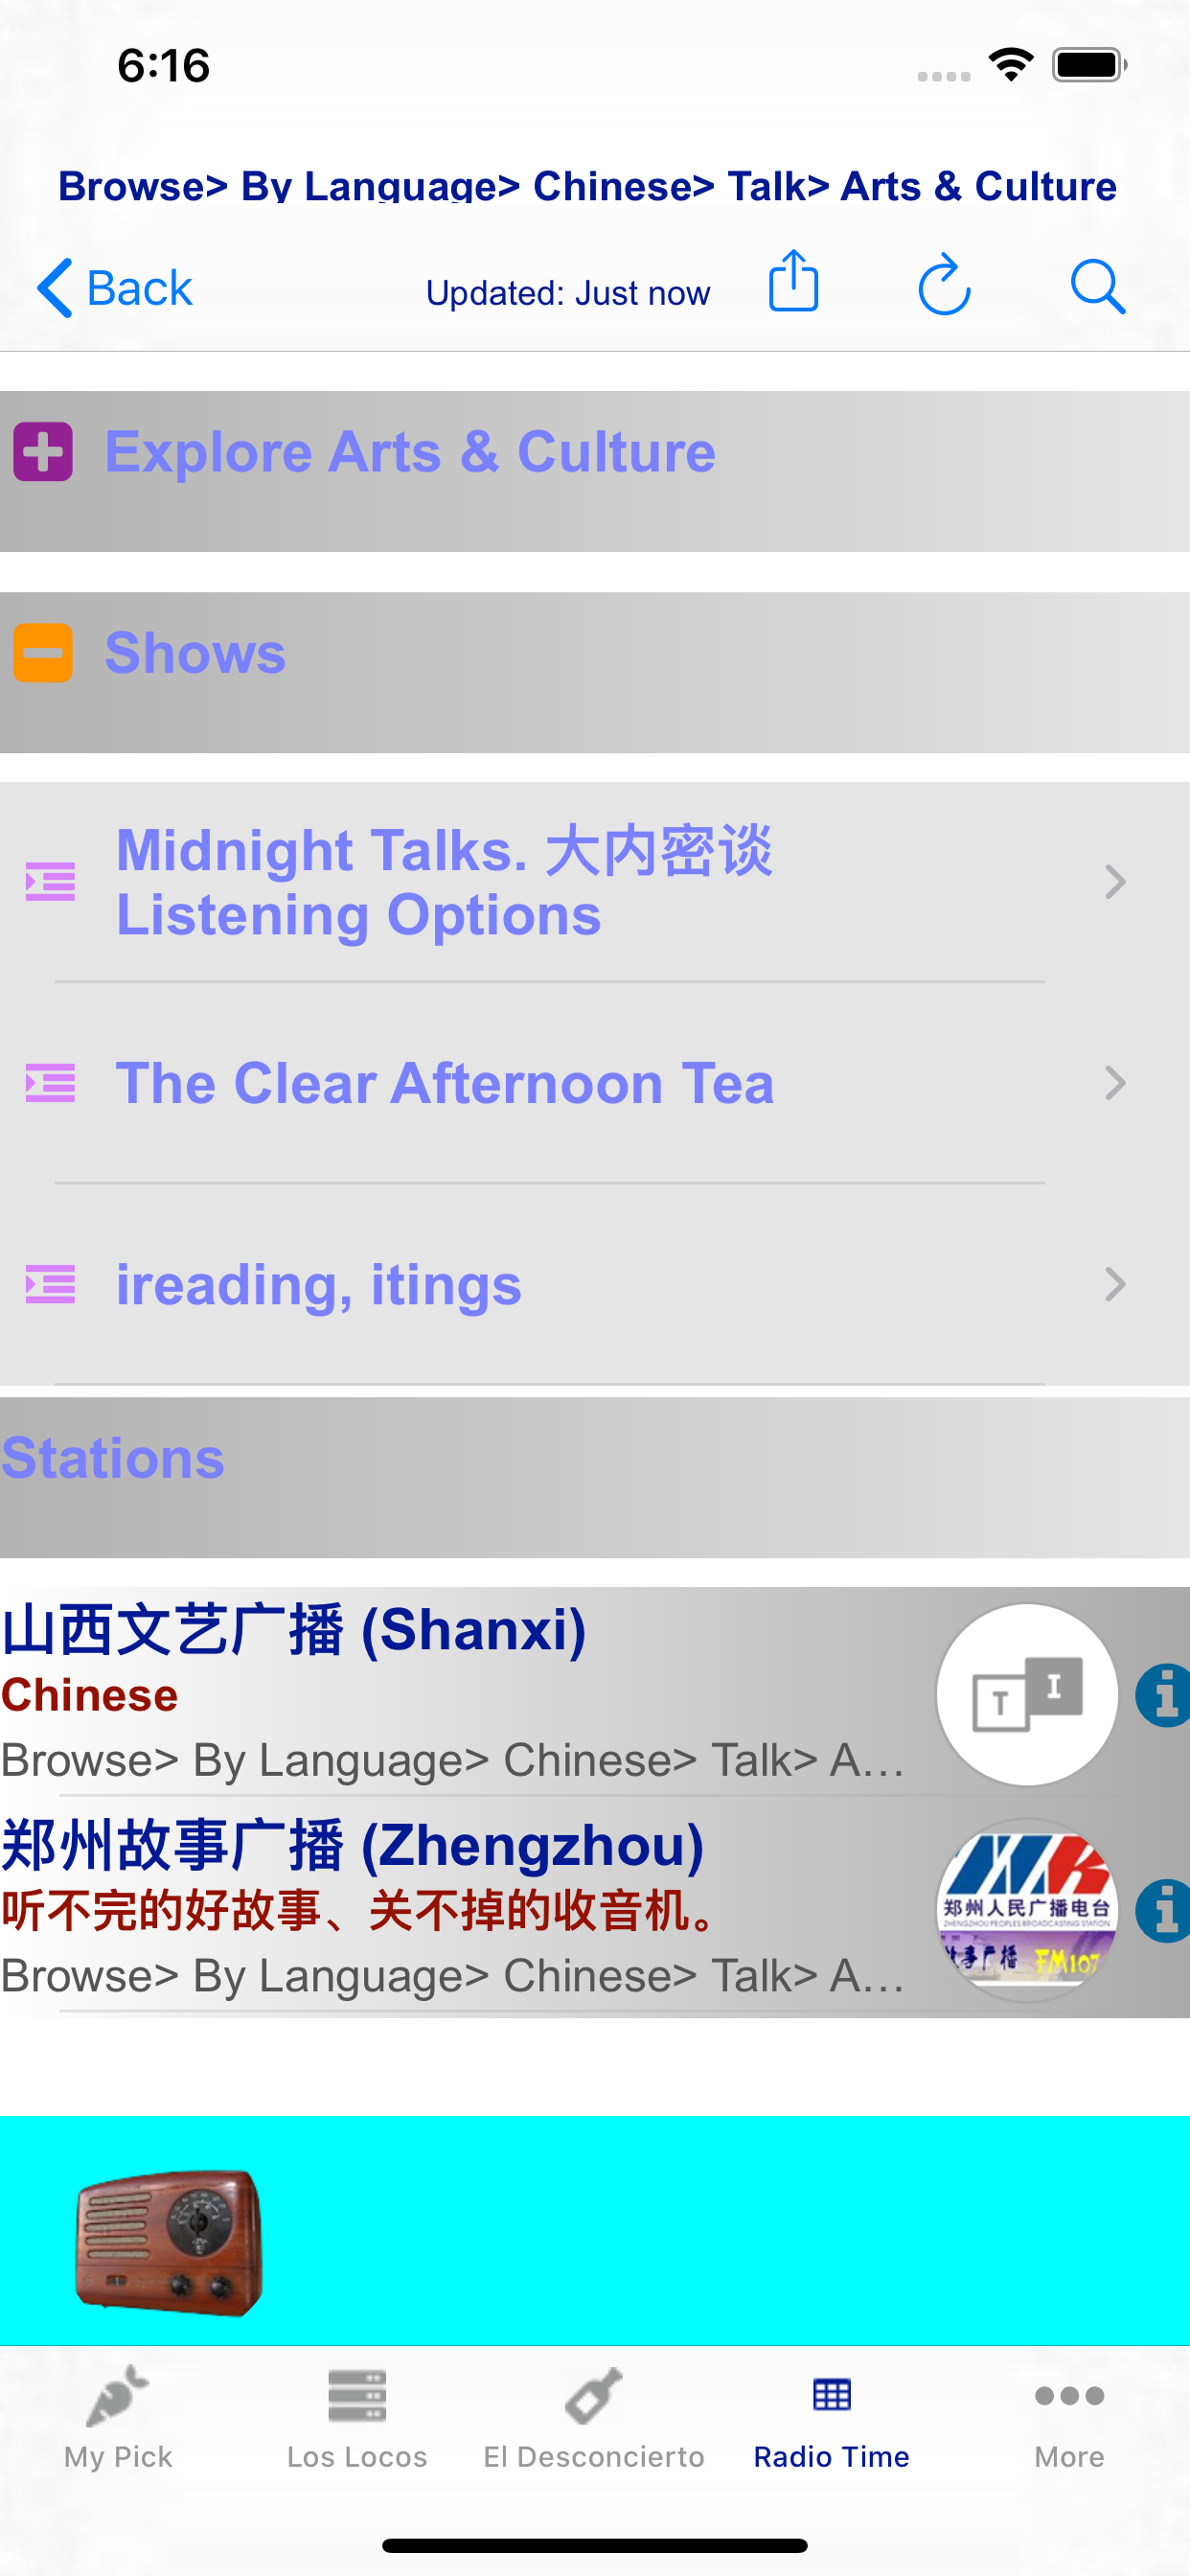 6:16
Browse> By Language> Chinese> Talk> Arts & Culture
Back
Updated: Just now
Explore Arts & Culture
Shows
Midnight Talks. 大内密谈
Listening Options
The Clear Afternoon Tea
ireading, itings
Stations
山西文艺广播 (Shanxi)
Chinese
Browse> By Language> Chinese> Talk> A…
T I
郑州故事广播 (Zhengzhou)
听不完的好故事、关不掉的收音机。
Browse> By Language> Chinese> Talk> A…
郑州人民广播电台
ZHENGZHOU PEOPLES BROADCASTING STATION
事广播 FM107
My Pick
Los Locos
El Desconcierto
Radio Time
More